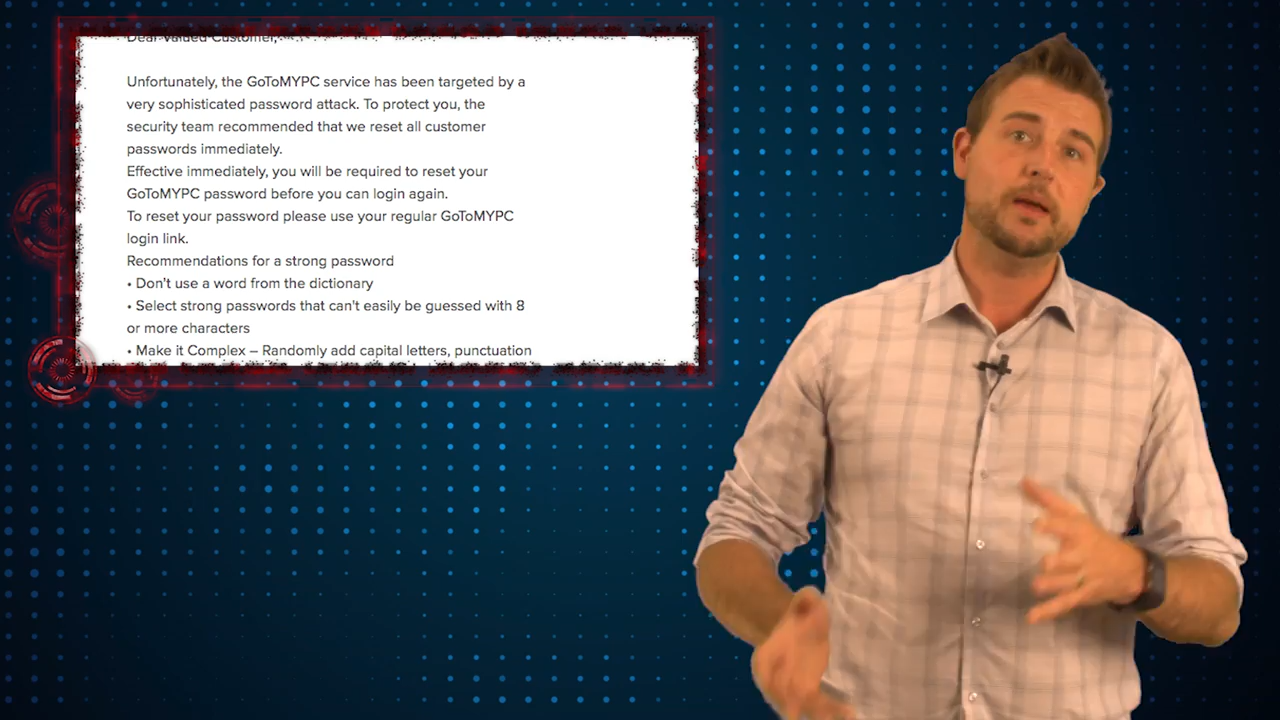 Dear Valued Customer,
Unfortunately, the GoToMYPC service has been targeted by a
very sophisticated password attack. To protect you, the
security team recommended that we reset all customer
passwords immediately.
Effective immediately, you will be required to reset your
GoToMYPC password before you can login again.
To reset your password please use your regular GoToMYPC
login link.
Recommendations for a strong password
• Don't use a word from the dictionary
• Select strong passwords that can't easily be guessed with 8
or more characters
• Make it Complex – Randomly add capital letters, punctuation